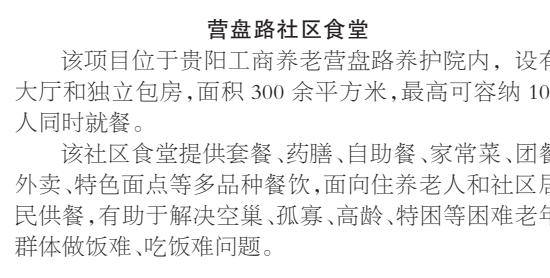 营盘路社区食堂
该项目位于贵阳工商养老营盘路养护院内，设有
大厅和独立包房，面积 300 余平方米，最高可容纳 10
人同时就餐。
该社区食堂提供套餐、药膳、自助餐、家常菜、团餐
外卖、特色面点等多品种餐饮，面向住养老人和社区居
民供餐，有助于解决空巢、孤寡、高龄、特困等困难老年
群体做饭难、吃饭难问题。